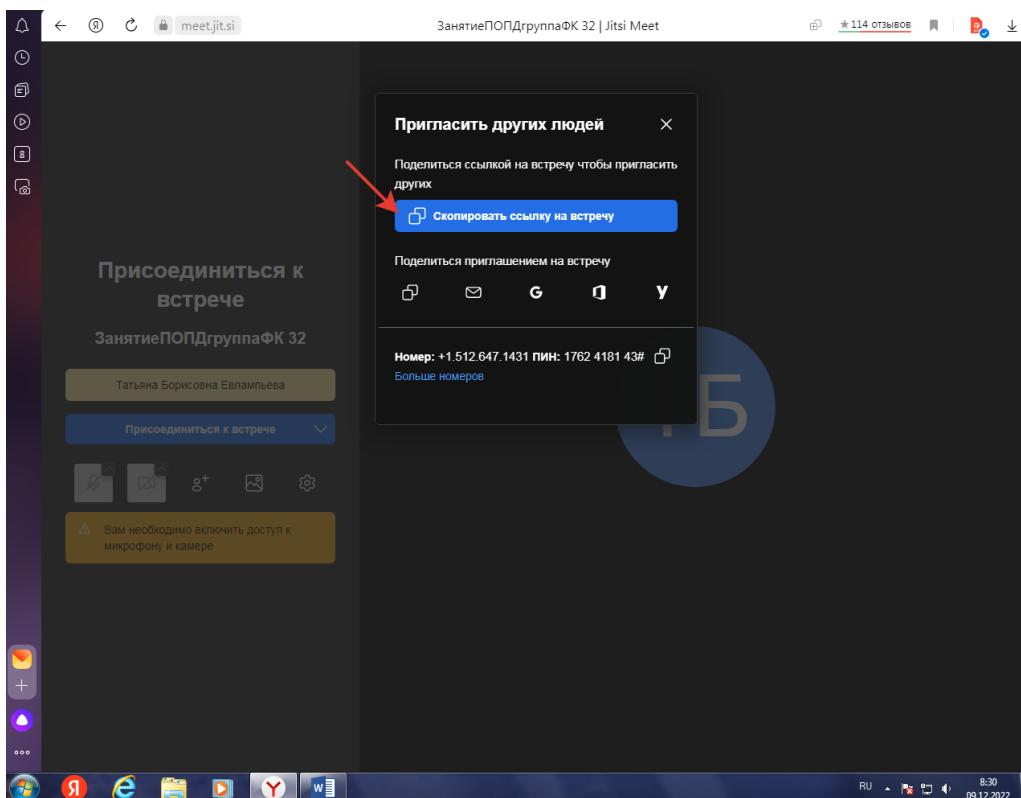 meet.jit.si
ЗанятиеПОПДгруппаФК 32 | Jitsi Meet
★114 отзывов
8
Пригласить других людей
Поделиться ссылкой на встречу чтобы пригласить
других
Скопировать ссылку на встречу
Поделиться приглашением на встречу
Номер: +1.512.647.1431 ПИН: 1762 4181 43#
Больше номеров
Присоединиться к
встрече
ЗанятиеПОПДгруппаФК 32
Татьяна Борисовна Евлампьева
Присоединиться к встрече
Вам необходимо включить доступ к
микрофону и камере
ТБ
RU
8:30
09.12.2022